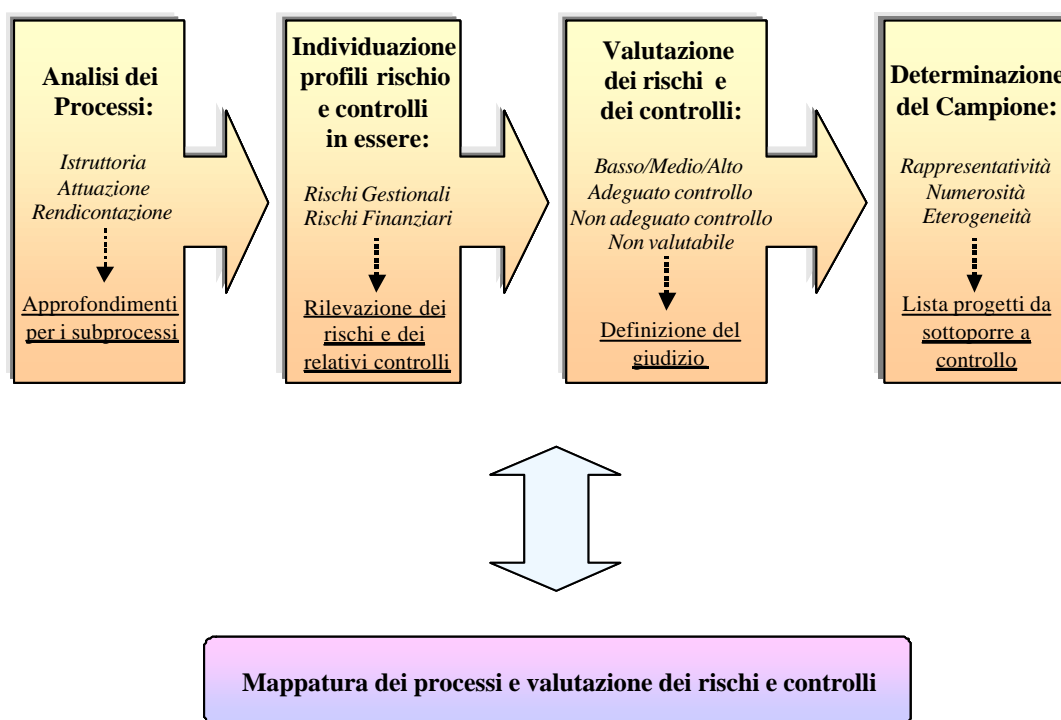 Analisi dei
Processi:
Istruttoria
Attuazione
Rendicontazione
Approfondimenti
per i subprocessi
Individuazione
profili rischio
e controlli
in essere:
Rischi Gestionali
Rischi Finanziari
Rilevazione dei
rischi e dei
relativi controlli
Valutazione
dei rischi e
dei controlli:
Basso/Medio/Alto
Adeguato controllo
Non adeguato controllo
Non valutabile
Definizione del
giudizio
Determinazione
del Campione:
Rappresentatività
Numerosità
Eterogeneità
Lista progetti da
sottoporre a
controllo
Mappatura dei processi e valutazione dei rischi e controlli